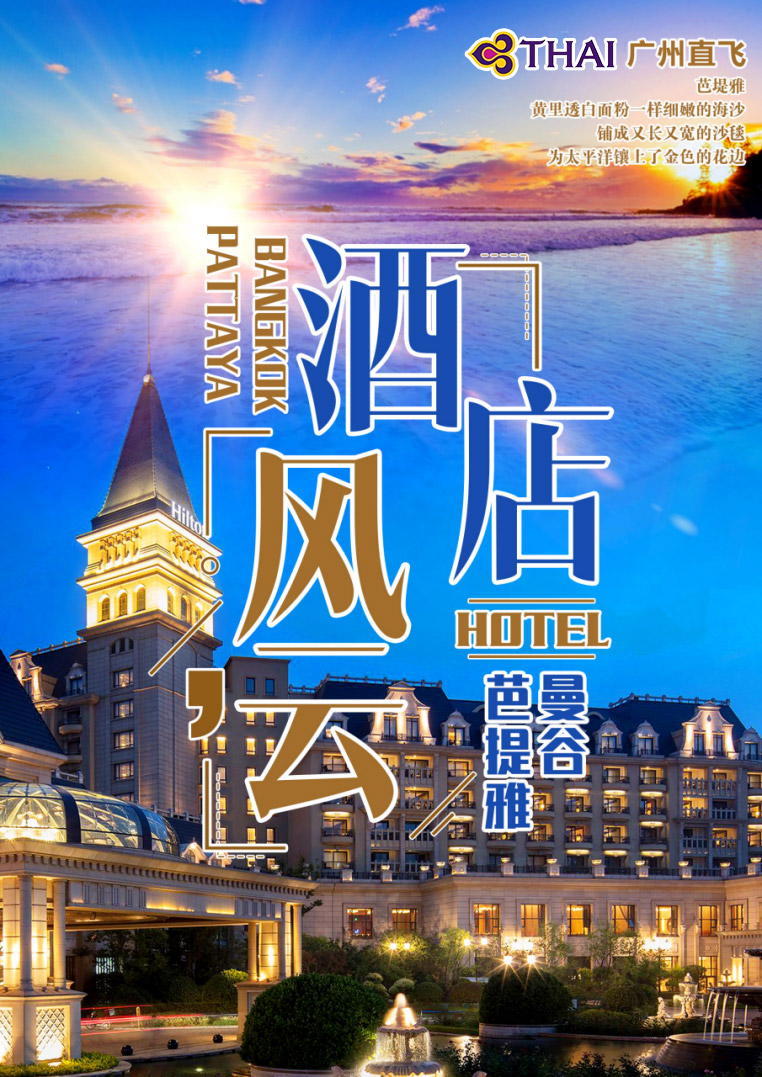 THAI 广州直飞
芭堤雅
黄里透白面粉一样细嫩的海沙
铺成又长又宽的沙毯
为太平洋镶上了金色的花边
BANGKOK
PATTAYA
酒店
风云
HOTEL
曼谷
芭提雅
Hilto